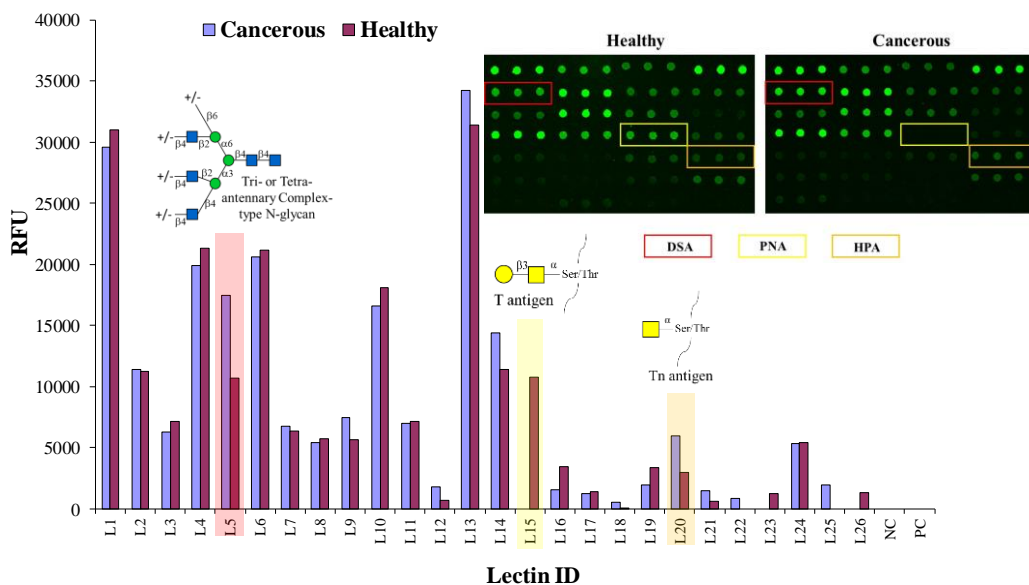 40000
35000
30000
25000
20000
15000
10000
5000
0
RFU
Cancerous Healthy
Healthy Cancerous
+/-
β6
+/-
β4 β2 α6
β4 β4
+/-
β4 β2 α3
β4
+/-
β4
Tri- or Tetra-
antennary Complex-
type N-glycan
DSA PNA HPA
β3 α
Ser/Thr
T antigen
α
Ser/Thr
Tn antigen
L1 L2 L3 L4 L5 L6 L7 L8 L9 L10 L11 L12 L13 L14 L15 L16 L17 L18 L19 L20 L21 L22 L23 L24 L25 L26 NC PC
Lectin ID